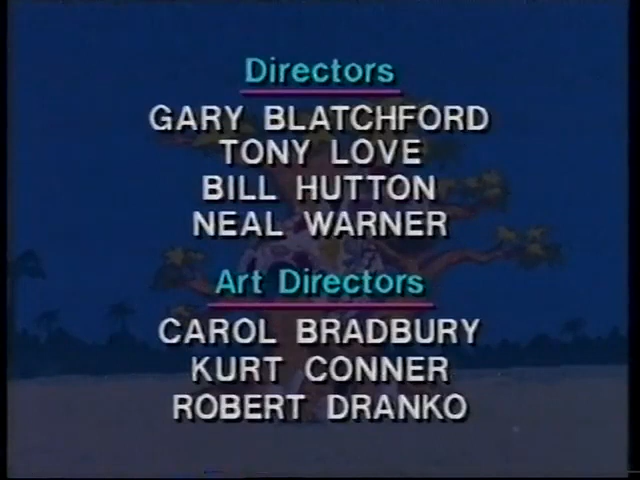 Directors
GARY BLATCHFORD
TONY LOVE
BILL HUTTON
NEAL WARNER
Art Directors
CAROL BRADBURY
KURT CONNER
ROBERT DRANKO